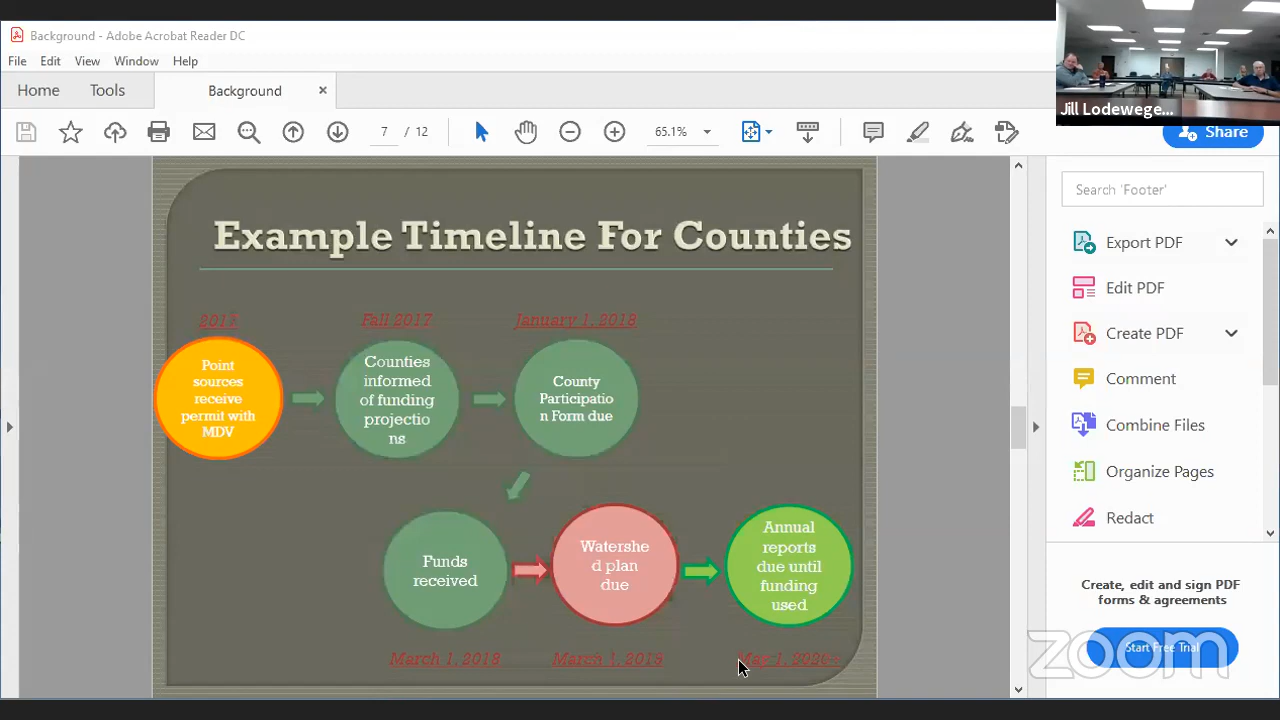 Background - Adobe Acrobat Reader DC
File Edit View Window Help
Home Tools Background ×
7 / 12 65.1% Share
Jill Lodewege...
Search 'Footer'
Export PDF
Edit PDF
Create PDF
Comment
Combine Files
Organize Pages
Redact
Create, edit and sign PDF
forms & agreements
Start Free Trial
zoom
Example Timeline For Counties
2017
Fall 2017
January 1, 2018
Point
sources
receive
permit with
MDV
Counties
informed
of funding
projectio
ns
County
Participatio
n Form due
Funds
received
Watershe
d plan
due
Annual
reports
due until
funding
used
March 1, 2018
March 1, 2019
May 1, 2020+